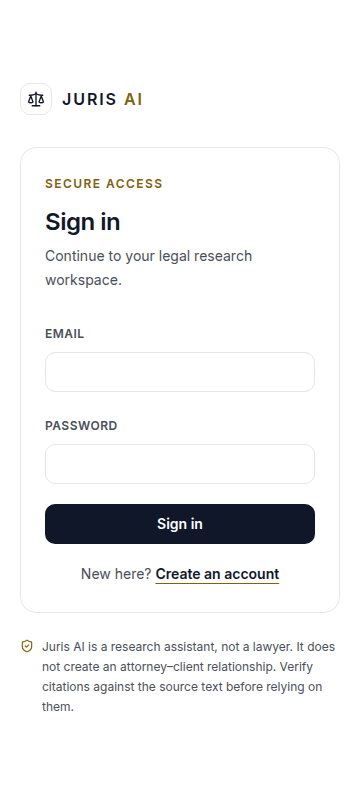 JURIS AI
SECURE ACCESS
Sign in
Continue to your legal research
workspace.
EMAIL
PASSWORD
Sign in
New here? Create an account
Juris AI is a research assistant, not a lawyer. It does
not create an attorney–client relationship. Verify
citations against the source text before relying on
them.